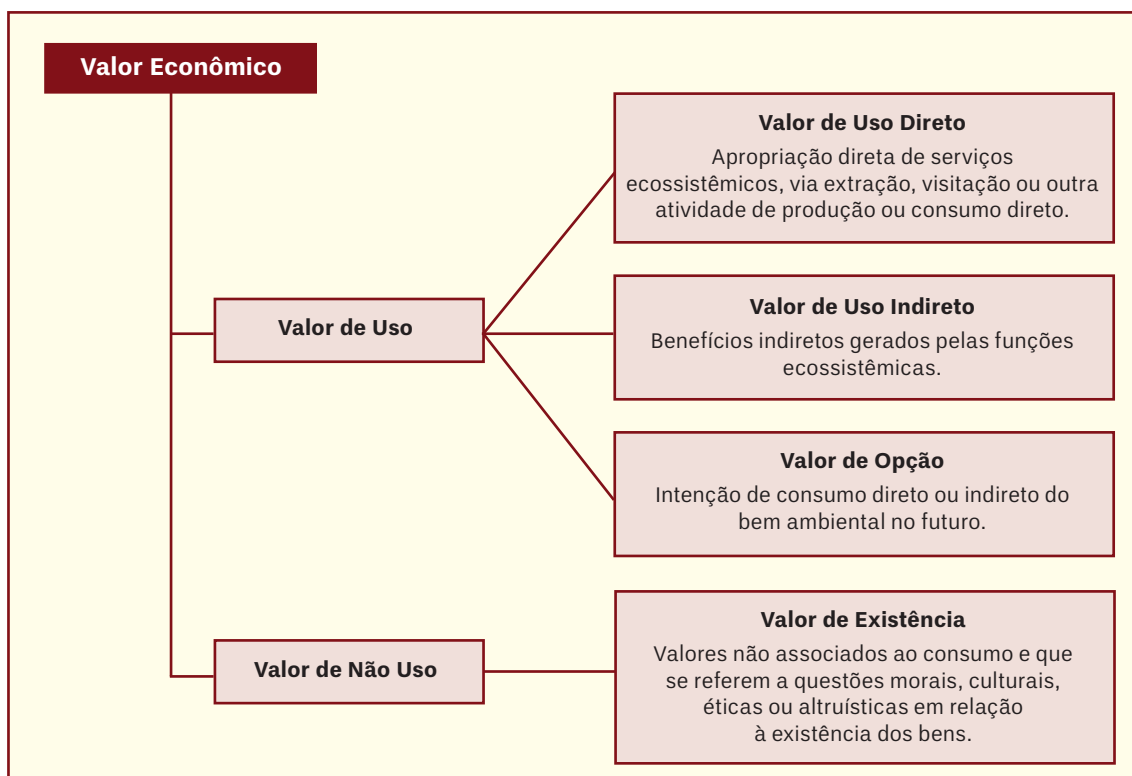 Valor Econômico
Valor de Uso Direto
Apropriação direta de serviços
ecossistêmicos, via extração, visitação ou outra
atividade de produção ou consumo direto.
Valor de Uso
Valor de Uso Indireto
Benefícios indiretos gerados pelas funções
ecossistêmicas.
Valor de Opção
Intenção de consumo direto ou indireto do
bem ambiental no futuro.
Valor de Não Uso
Valor de Existência
Valores não associados ao consumo e que
se referem a questões morais, culturais,
éticas ou altruísticas em relação
à existência dos bens.